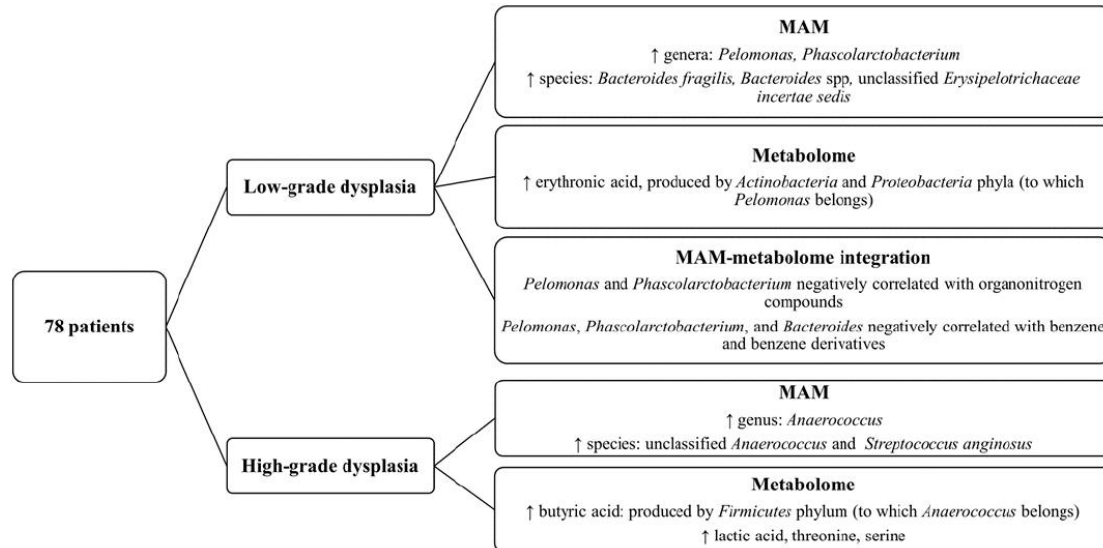 78 patients
Low-grade dysplasia
MAM
↑ genera: Pelomonas, Phascolarctobacterium
↑ species: Bacteroides fragilis, Bacteroides spp, unclassified Erysipelotrichaceae
incertae sedis
Metabolome
↑ erythronic acid, produced by Actinobacteria and Proteobacteria phyla (to which
Pelomonas belongs)
MAM-metabolome integration
Pelomonas and Phascolarctobacterium negatively correlated with organonitrogen
compounds
Pelomonas, Phascolarctobacterium, and Bacteroides negatively correlated with benzene
and benzene derivatives
High-grade dysplasia
MAM
↑ genus: Anaerococcus
↑ species: unclassified Anaerococcus and Streptococcus anginosus
Metabolome
↑ butyric acid: produced by Firmicutes phylum (to which Anaerococcus belongs)
↑ lactic acid, threonine, serine